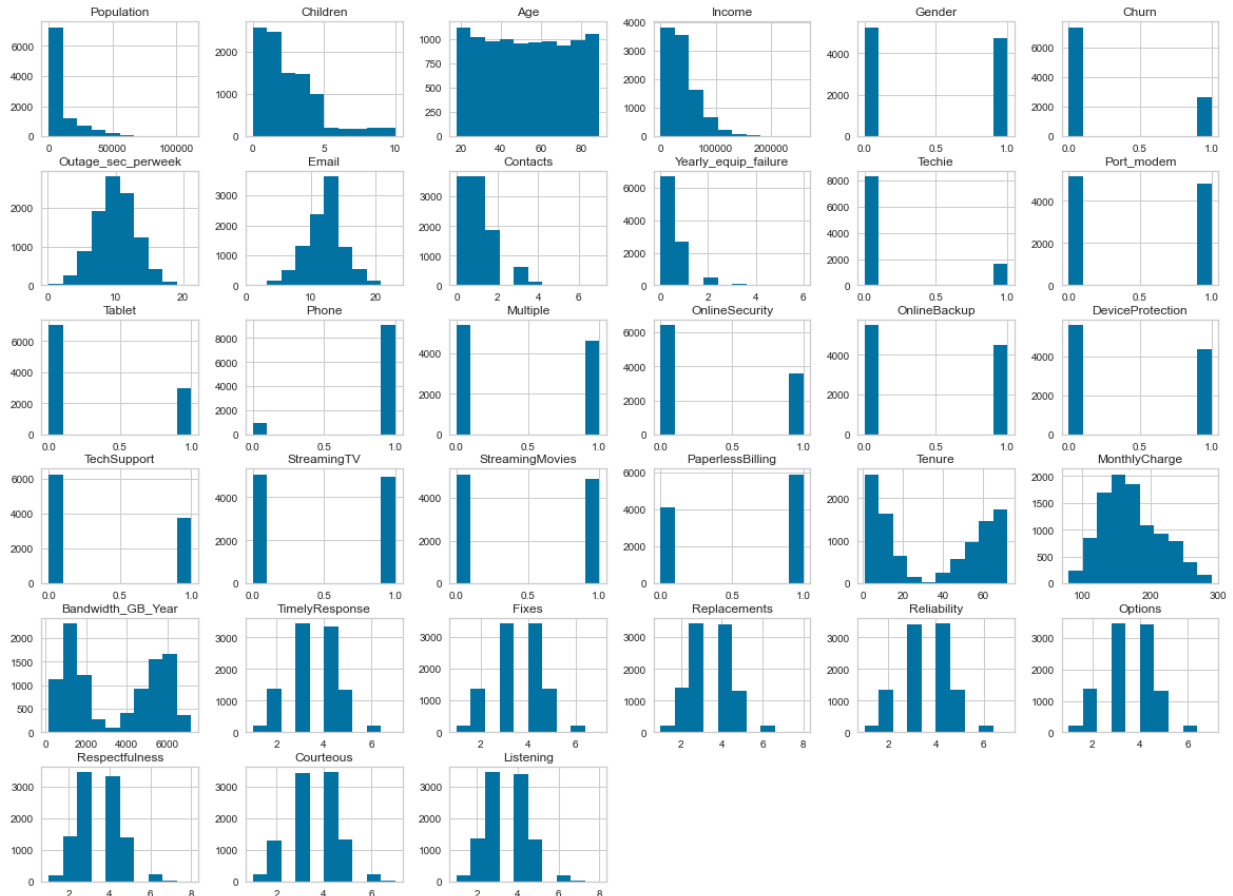 Population
6000
4000
2000
0
0 50000 100000
Children
2000
1000
0
0 5 10
Age
1000
750
500
250
0
20 40 60 80
Income
4000
3000
2000
1000
0
0 100000 200000
Gender
4000
2000
0
0.0 0.5 1.0
Churn
6000
4000
2000
0
0.0 0.5 1.0
Outage_sec_perweek
2000
1000
0
0 10 20
Email
3000
2000
1000
0
0 10 20
Contacts
3000
2000
1000
0
0 2 4 6
Yearly_equip_failure
6000
4000
2000
0
0 2 4 6
Techie
8000
6000
4000
2000
0
0.0 0.5 1.0
Port_modem
4000
2000
0
0.0 0.5 1.0
Tablet
6000
4000
2000
0
0.0 0.5 1.0
Phone
8000
6000
4000
2000
0
0.0 0.5 1.0
Multiple
4000
2000
0
0.0 0.5 1.0
OnlineSecurity
6000
4000
2000
0
0.0 0.5 1.0
OnlineBackup
4000
2000
0
0.0 0.5 1.0
DeviceProtection
4000
2000
0
0.0 0.5 1.0
TechSupport
6000
4000
2000
0
0.0 0.5 1.0
StreamingTV
4000
2000
0
0.0 0.5 1.0
StreamingMovies
4000
2000
0
0.0 0.5 1.0
PaperlessBilling
6000
4000
2000
0
0.0 0.5 1.0
Tenure
2000
1000
0
0 20 40 60
MonthlyCharge
2000
1500
1000
500
0
100 200 300
Bandwidth_GB_Year
2000
1500
1000
500
0
0 2000 4000 6000
TimelyResponse
3000
2000
1000
0
2 4 6
Fixes
3000
2000
1000
0
2 4 6
Replacements
3000
2000
1000
0
2 4 6 8
Reliability
3000
2000
1000
0
2 4 6
Options
3000
2000
1000
0
2 4 6
Respectfulness
3000
2000
1000
0
2 4 6 8
Courteous
3000
2000
1000
0
2 4 6
Listening
3000
2000
1000
0
2 4 6 8